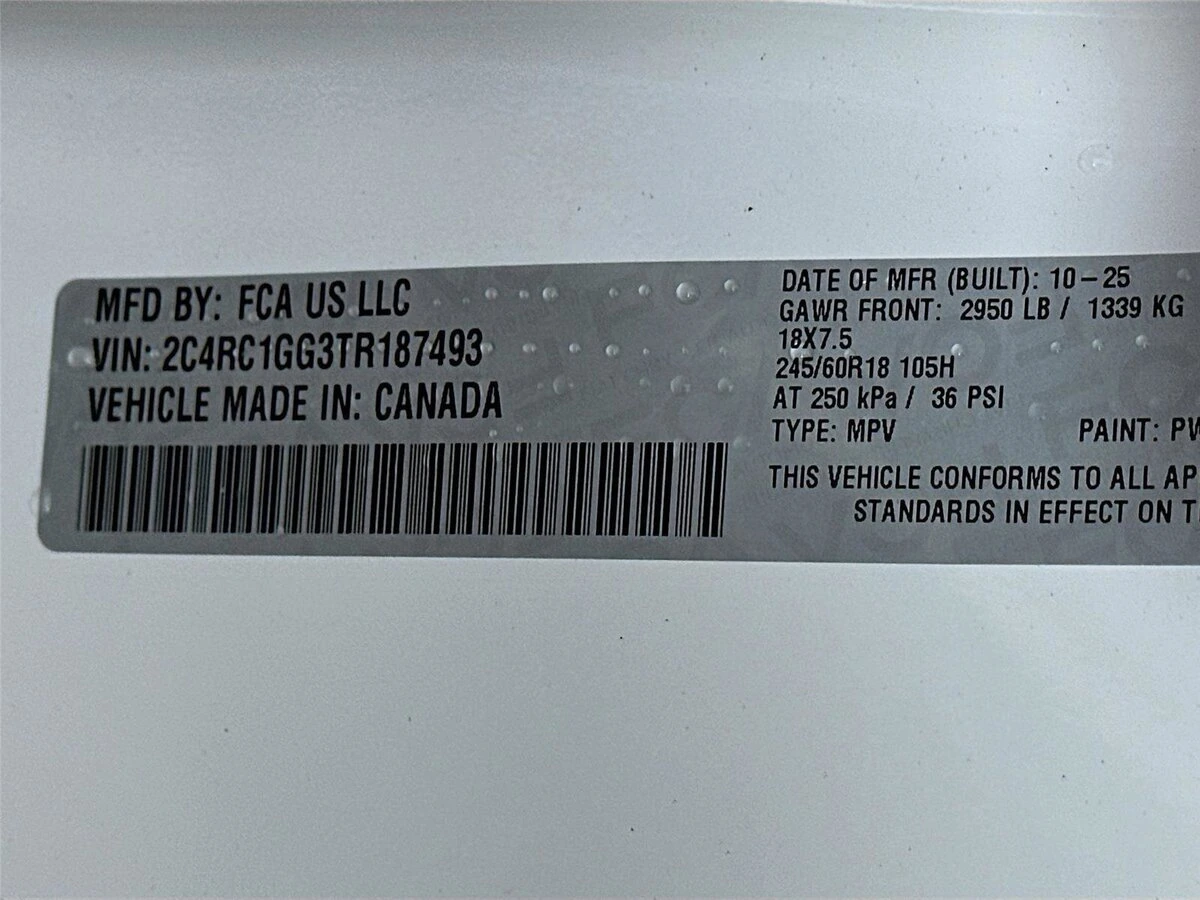 MFD BY: FCA US LLC
VIN: 2C4RC1GG3TR187493
VEHICLE MADE IN: CANADA
DATE OF MFR (BUILT): 10-25
GAWR FRONT: 2950 LB / 1339 KG
18X7.5
245/60R18 105H
AT 250 kPa / 36 PSI
TYPE: MPV PAINT: PW
THIS VEHICLE CONFORMS TO ALL AP
STANDARDS IN EFFECT ON T